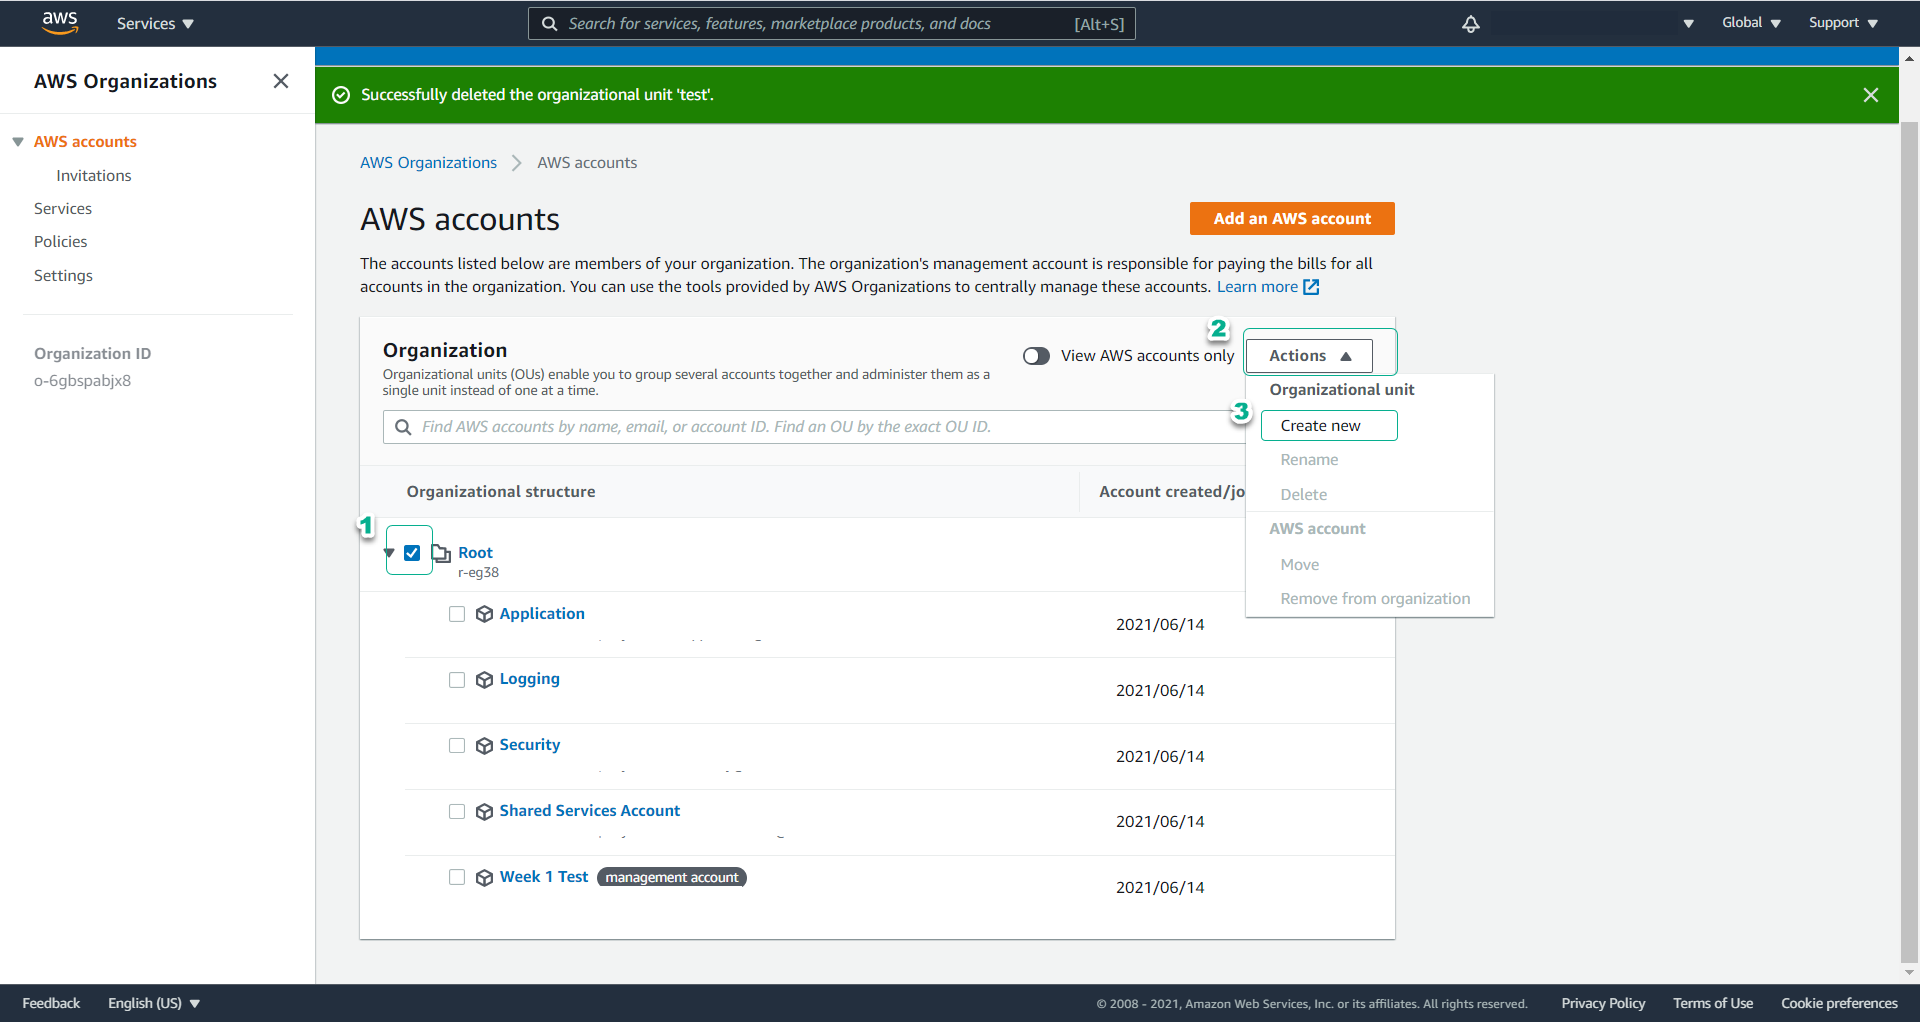 aws
Services
Search for services, features, marketplace products, and docs
[Alt+S]
Global
Support
AWS Organizations
AWS accounts
Invitations
Services
Policies
Settings
Organization ID
o-6gbspabjx8
Successfully deleted the organizational unit 'test'.
AWS Organizations
AWS accounts
AWS accounts
Add an AWS account
The accounts listed below are members of your organization. The organization's management account is responsible for paying the bills for all
accounts in the organization. You can use the tools provided by AWS Organizations to centrally manage these accounts. Learn more
Organization
Organizational units (OUs) enable you to group several accounts together and administer them as a
single unit instead of one at a time.
View AWS accounts only
2
Actions
Find AWS accounts by name, email, or account ID. Find an OU by the exact OU ID.
Organizational unit
3
Create new
Rename
Delete
AWS account
Move
Remove from organization
Organizational structure
Account created/jo
1
Root
r-eg38
Application
2021/06/14
Logging
2021/06/14
Security
2021/06/14
Shared Services Account
2021/06/14
Week 1 Test management account
2021/06/14
Feedback
English (US)
© 2008 - 2021, Amazon Web Services, Inc. or its affiliates. All rights reserved.
Privacy Policy
Terms of Use
Cookie preferences